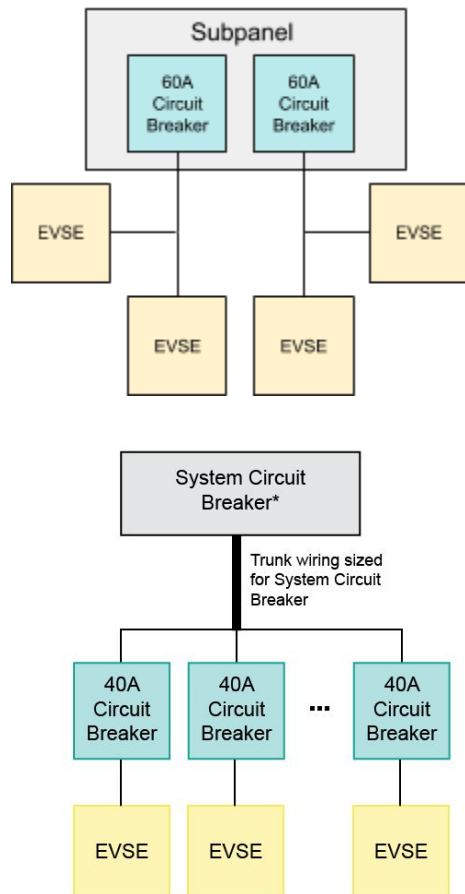 Subpanel
60A
Circuit
Breaker
60A
Circuit
Breaker
EVSE
EVSE
EVSE
EVSE
System Circuit
Breaker*
Trunk wiring sized
for System Circuit
Breaker
40A
Circuit
Breaker
40A
Circuit
Breaker
...
40A
Circuit
Breaker
EVSE
EVSE
EVSE